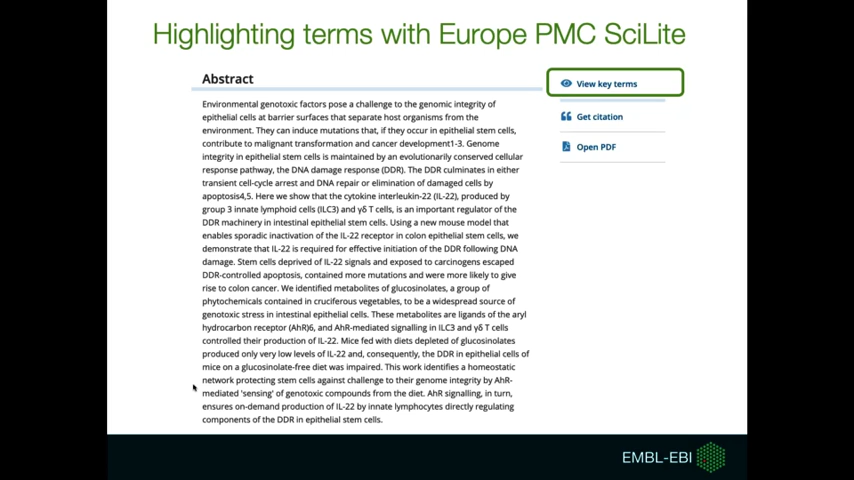 Highlighting terms with Europe PMC SciLite
Abstract
Environmental genotoxic factors pose a challenge to the genomic integrity of
epithelial cells at barrier surfaces that separate host organisms from the
environment. They can induce mutations that, if they occur in epithelial stem cells,
contribute to malignant transformation and cancer development1-3. Genome
integrity in epithelial stem cells is maintained by an evolutionarily conserved cellular
response pathway, the DNA damage response (DDR). The DDR culminates in either
transient cell-cycle arrest and DNA repair or elimination of damaged cells by
apoptosis4,5. Here we show that the cytokine interleukin-22 (IL-22), produced by
group 3 innate lymphoid cells (ILC3) and γδ T cells, is an important regulator of the
DDR machinery in intestinal epithelial stem cells. Using a new mouse model that
enables sporadic inactivation of the IL-22 receptor in colon epithelial stem cells, we
demonstrate that IL-22 is required for effective initiation of the DDR following DNA
damage. Stem cells deprived of IL-22 signals and exposed to carcinogens escaped
DDR-controlled apoptosis, contained more mutations and were more likely to give
rise to colon cancer. We identified metabolites of glucosinolates, a group of
phytochemicals contained in cruciferous vegetables, to be a widespread source of
genotoxic stress in intestinal epithelial cells. These metabolites are ligands of the aryl
hydrocarbon receptor (AhR)6, and AhR-mediated signalling in ILC3 and γδ T cells
controlled their production of IL-22. Mice fed with diets depleted of glucosinolates
produced only very low levels of IL-22 and, consequently, the DDR in epithelial cells of
mice on a glucosinolate-free diet was impaired. This work identifies a homeostatic
network protecting stem cells against challenge to their genome integrity by AhR-
mediated 'sensing' of genotoxic compounds from the diet. AhR signalling, in turn,
ensures on-demand production of IL-22 by innate lymphocytes directly regulating
components of the DDR in epithelial stem cells.
View key terms
Get citation
Open PDF
EMBL-EBI